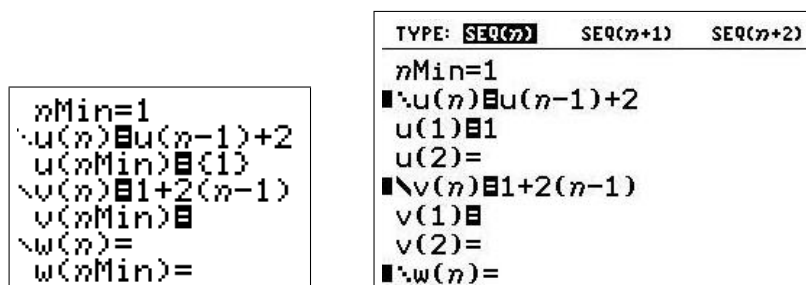 nMin=1
u(n)=u(n-1)+2
u(nMin)={1}
v(n)=1+2(n-1)
v(nMin)=
w(n)=
w(nMin)=
TYPE: SEQ(n) SEQ(n+1) SEQ(n+2)
nMin=1
u(n)=u(n-1)+2
u(1)=1
u(2)=
v(n)=1+2(n-1)
v(1)=
v(2)=
w(n)=